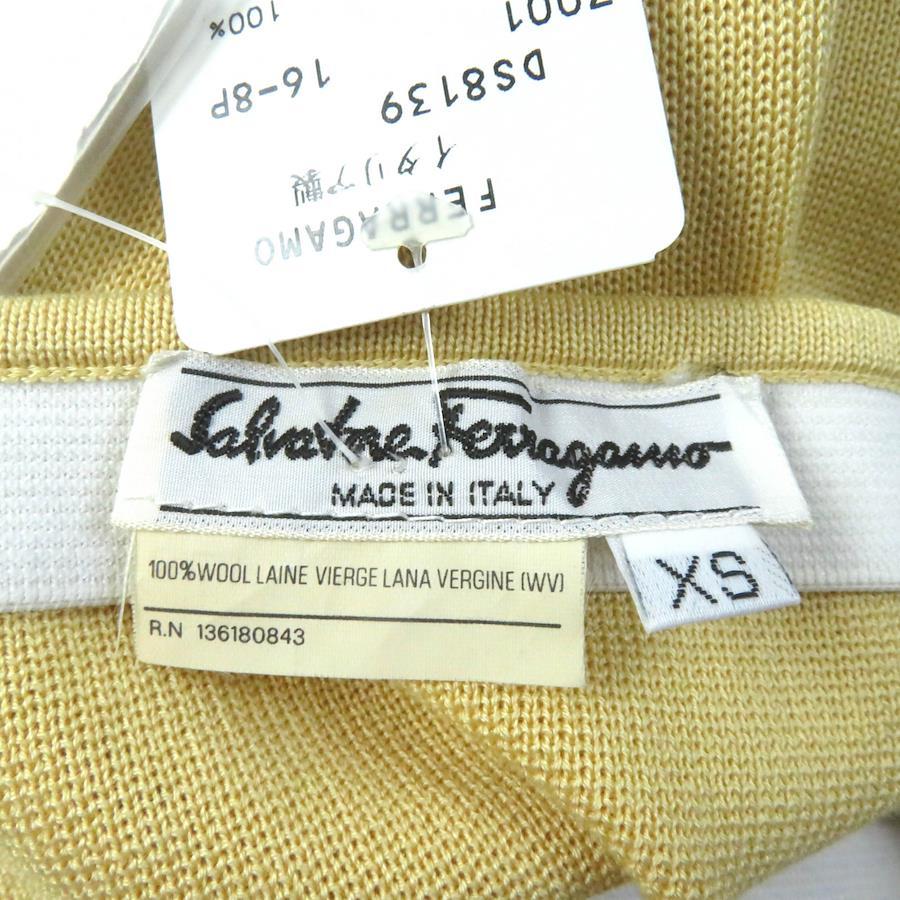 FERRAGAMO
イタリア製
DS8139
16-8P
7001
100%
Salvatore Ferragamo
MADE IN ITALY
100%WOOL LAINE VIERGE LANA VERGINE (WV)
R.N 136180843
XS